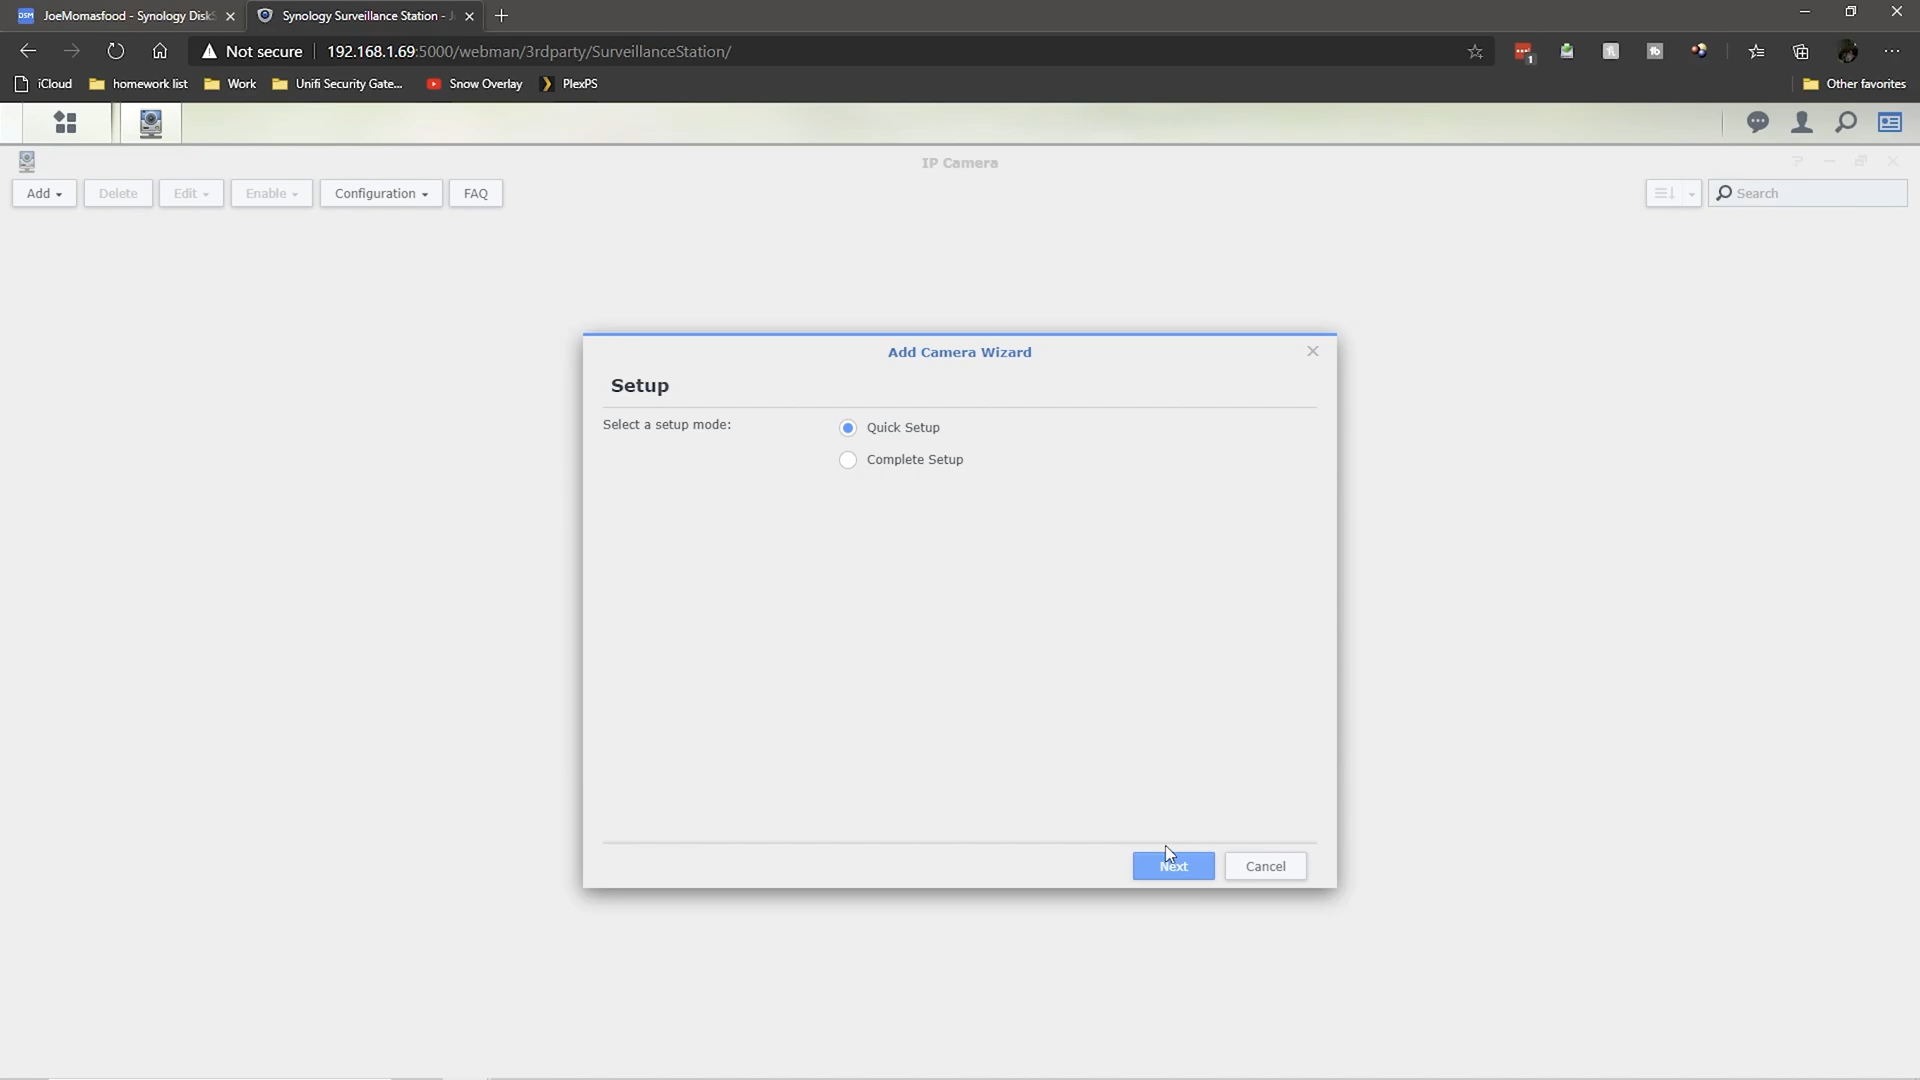 JoeMomasfood - Synology DiskS
Synology Surveillance Station - J
Not secure
192.168.1.69:5000/webman/3rdparty/SurveillanceStation/
1
iCloud
homework list
Work
Unifi Security Gate...
Snow Overlay
PlexPS
Other favorites
IP Camera
Add
Delete
Edit
Enable
Configuration
FAQ
Search
Add Camera Wizard
Setup
Select a setup mode:
Quick Setup
Complete Setup
Next
Cancel